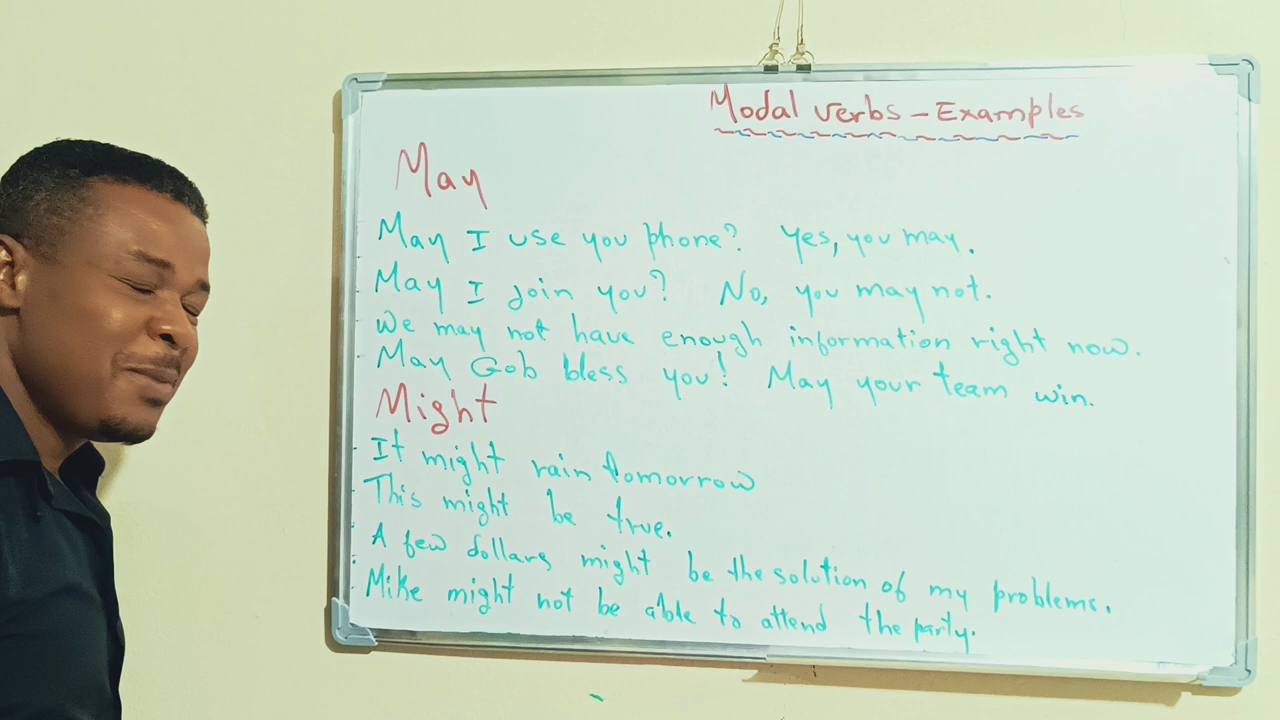 Modal verbs - Examples
May
May I use you phone? Yes, you may.
May I join you? No, you may not.
We may not have enough information right now.
May Gob bless you! May your team win.
Might
It might rain tomorrow
This might be true.
A few dollars might be the solution of my problems.
Mike might not be able to attend the party.